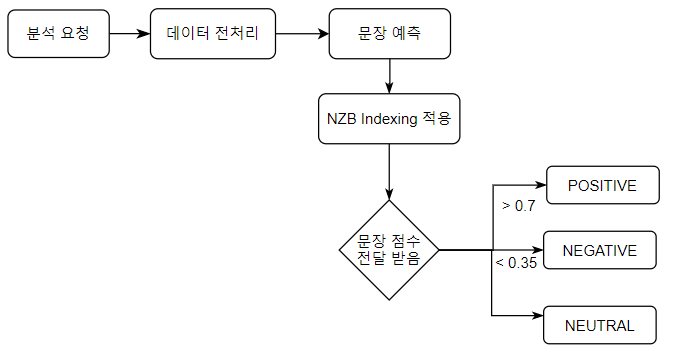 분석 요청
데이터 전처리
문장 예측
NZB Indexing 적용
문장 점수
전달 받음
> 0.7
POSITIVE
< 0.35
NEGATIVE
NEUTRAL